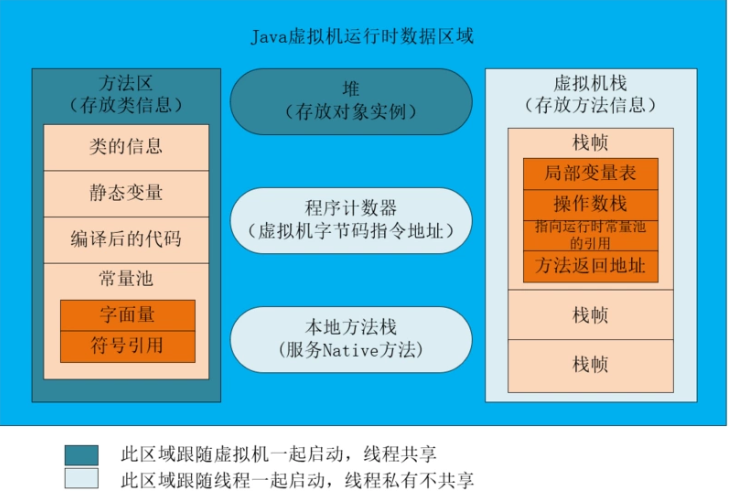 Java虚拟机运行时数据区域
方法区
（存放类信息）
类的信息
静态变量
编译后的代码
常量池
字面量
符号引用
堆
（存放对象实例）
程序计数器
（虚拟机字节码指令地址）
本地方法栈
(服务Native方法)
虚拟机栈
（存放方法信息）
栈帧
局部变量表
操作数栈
指向运行时常量池
的引用
方法返回地址
栈帧
栈帧
此区域跟随虚拟机一起启动，线程共享
此区域跟随线程一起启动，线程私有不共享